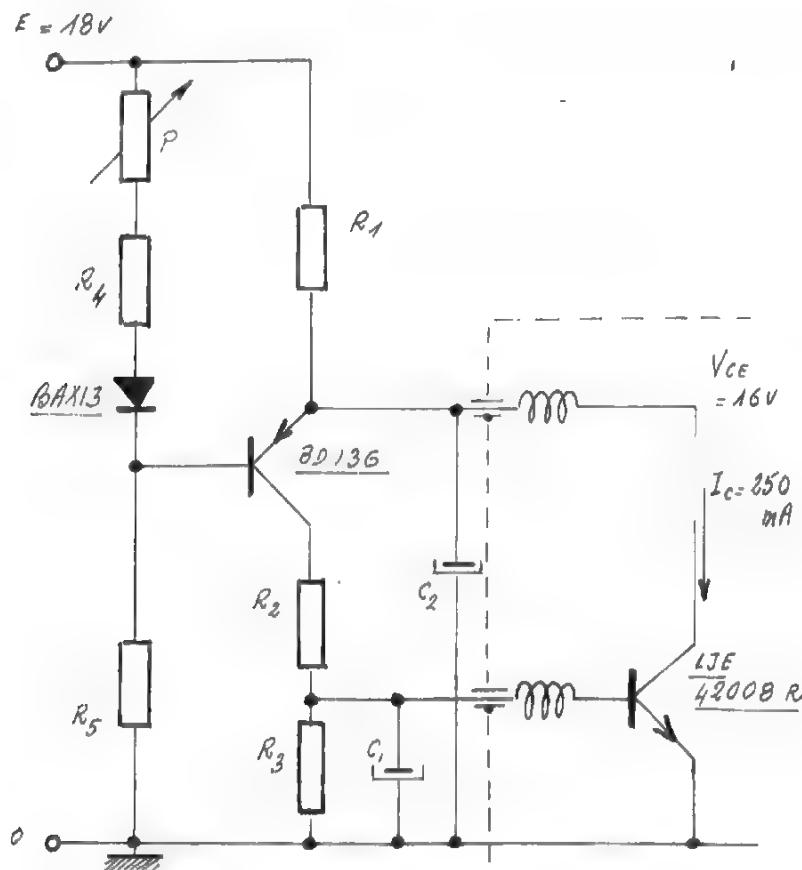 E = 18V
P
R1
R4
BAX13
VCE
= 16V
BD136
IC = 250
mA
R2
C2
LJE
42008 R
R5
R3
C1
0